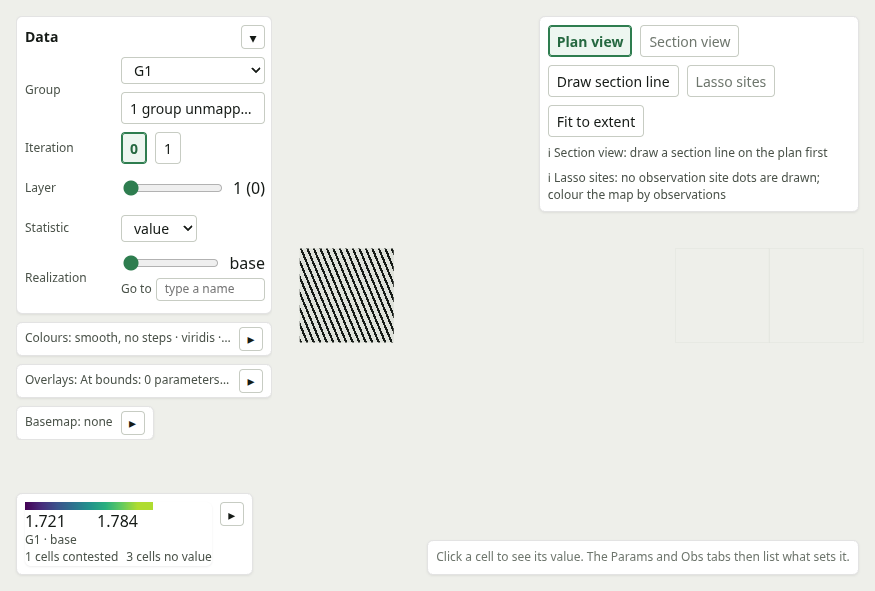 Data
▼
Group
G1
1 group unmapp...
Iteration
0
1
Layer
1 (0)
Statistic
value
Realization
base
Go to
type a name
Colours: smooth, no steps · viridis ·...
►
Overlays: At bounds: 0 parameters...
►
Basemap: none
►
1.721 1.784
►
G1 · base
1 cells contested 3 cells no value
Plan view
Section view
Draw section line
Lasso sites
Fit to extent
i Section view: draw a section line on the plan first
i Lasso sites: no observation site dots are drawn;
colour the map by observations
Click a cell to see its value. The Params and Obs tabs then list what sets it.